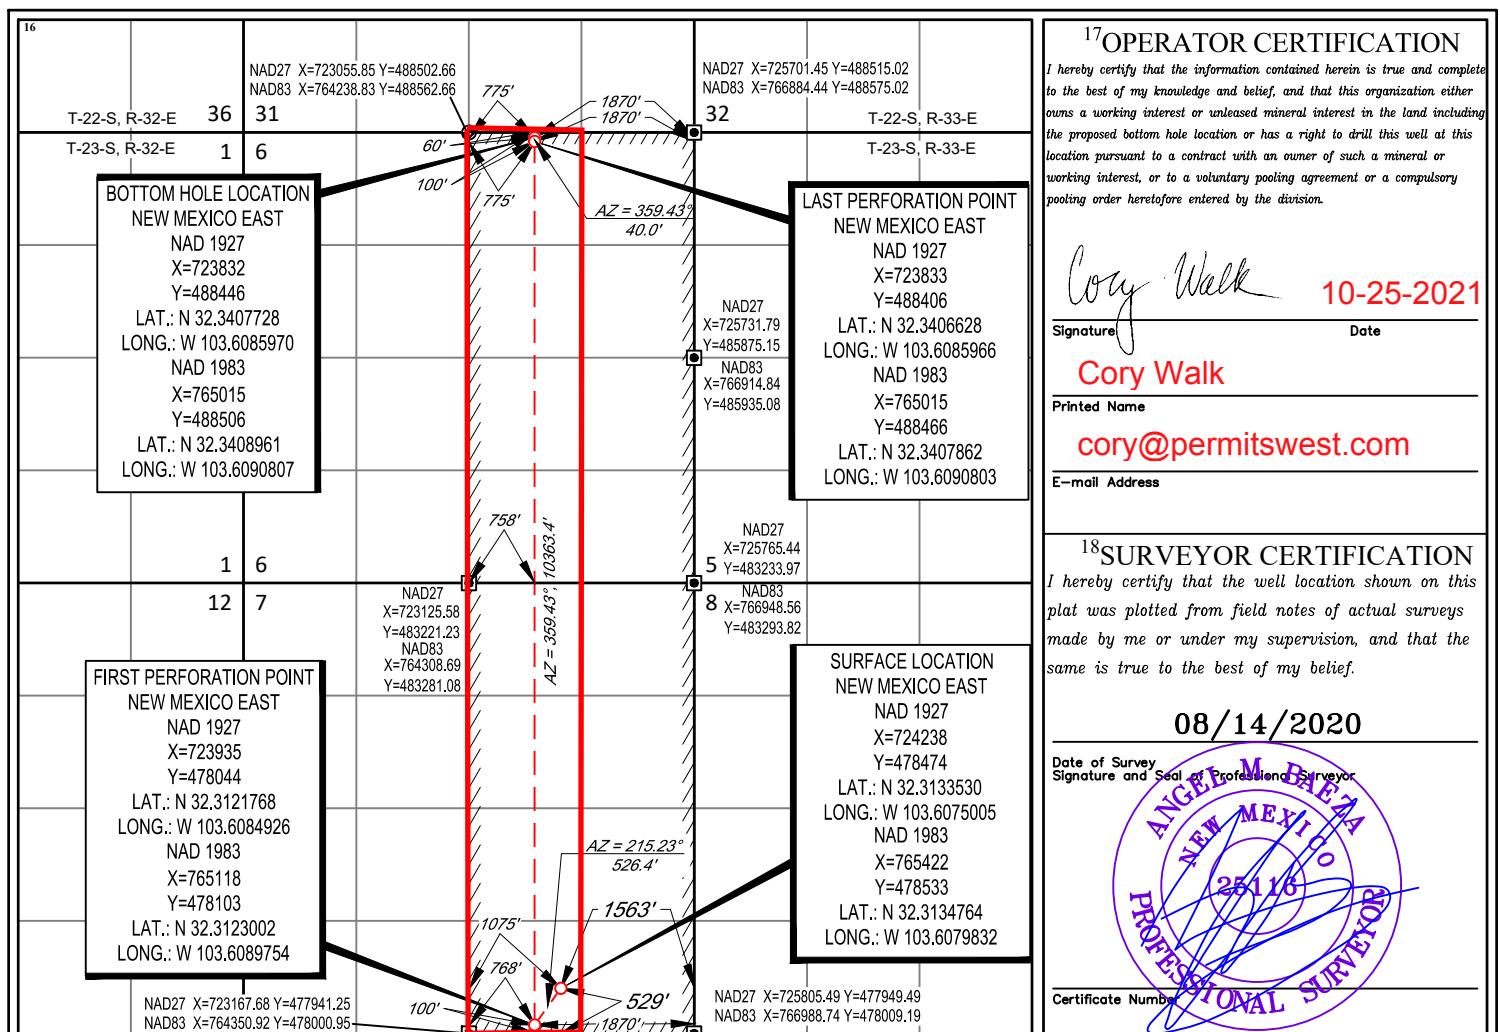 16
NAD27 X=723055.85 Y=488502.66
NAD83 X=764238.83 Y=488562.66
NAD27 X=725701.45 Y=488515.02
NAD83 X=766884.44 Y=488575.02
775'
1870'
1870'
T-22-S, R-32-E
36 31
32
T-22-S, R-33-E
T-23-S, R-32-E
1 6
T-23-S, R-33-E
60'
100'
775'
AZ = 359.43°
40.0'
BOTTOM HOLE LOCATION
NEW MEXICO EAST
NAD 1927
X=723832
Y=488446
LAT.: N 32.3407728
LONG.: W 103.6085970
NAD 1983
X=765015
Y=488506
LAT.: N 32.3408961
LONG.: W 103.6090807
LAST PERFORATION POINT
NEW MEXICO EAST
NAD 1927
X=723833
Y=488406
LAT.: N 32.3406628
LONG.: W 103.6085966
NAD 1983
X=765015
Y=488466
LAT.: N 32.3407862
LONG.: W 103.6090803
NAD27
X=725731.79
Y=485875.15
NAD83
X=766914.84
Y=485935.08
758'
AZ = 359.43°, 10363.4'
NAD27
X=725765.44
Y=483233.97
NAD83
X=766948.56
Y=483293.82
1 6
5
12 7
8
NAD27
X=723125.58
Y=483221.23
NAD83
X=764308.69
Y=483281.08
FIRST PERFORATION POINT
NEW MEXICO EAST
NAD 1927
X=723935
Y=478044
LAT.: N 32.3121768
LONG.: W 103.6084926
NAD 1983
X=765118
Y=478103
LAT.: N 32.3123002
LONG.: W 103.6089754
SURFACE LOCATION
NEW MEXICO EAST
NAD 1927
X=724238
Y=478474
LAT.: N 32.3133530
LONG.: W 103.6075005
NAD 1983
X=765422
Y=478533
LAT.: N 32.3134764
LONG.: W 103.6079832
AZ = 215.23°
526.4'
1563'
1075'
768'
100'
529'
1870'
NAD27 X=723167.68 Y=477941.25
NAD83 X=764350.92 Y=478000.95
NAD27 X=725805.49 Y=477949.49
NAD83 X=766988.74 Y=478009.19
17OPERATOR CERTIFICATION
I hereby certify that the information contained herein is true and complete
to the best of my knowledge and belief, and that this organization either
owns a working interest or unleased mineral interest in the land including
the proposed bottom hole location or has a right to drill this well at this
location pursuant to a contract with an owner of such a mineral or
working interest, or to a voluntary pooling agreement or a compulsory
pooling order heretofore entered by the division.
Cory Walk
10-25-2021
Signature Date
Cory Walk
Printed Name
cory@permitswest.com
E-mail Address
18SURVEYOR CERTIFICATION
I hereby certify that the well location shown on this
plat was plotted from field notes of actual surveys
made by me or under my supervision, and that the
same is true to the best of my belief.
08/14/2020
Date of Survey
Signature and Seal of Professional Surveyor
ANGEL M. BAEZA
NEW MEXICO
25116
PROFESSIONAL SURVEYOR
Certificate Number